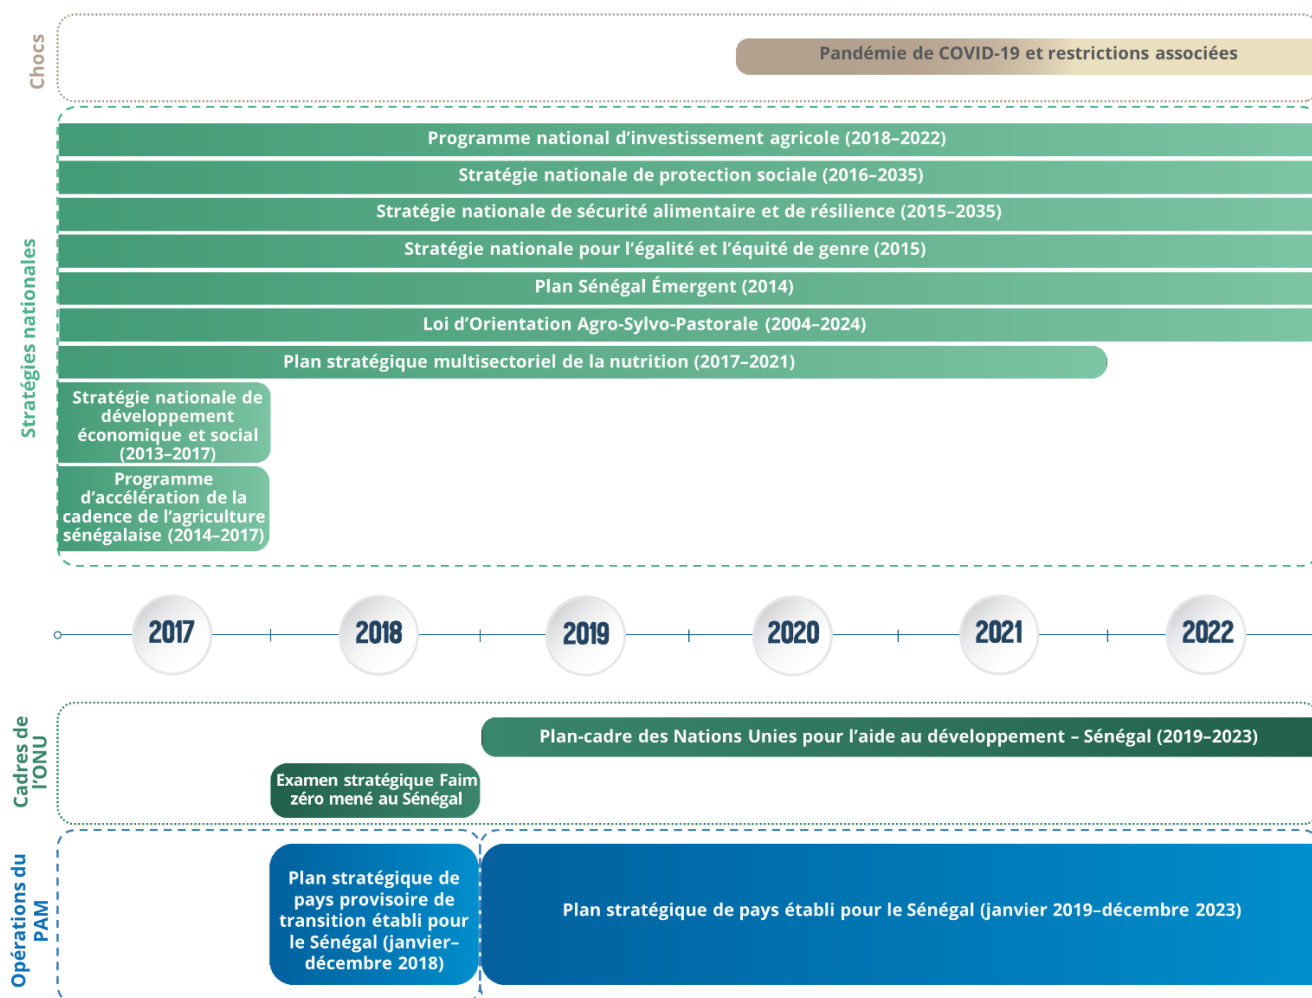 Chocs
Pandémie de COVID-19 et restrictions associées
Stratégies nationales
Programme national d’investissement agricole (2018–2022)
Stratégie nationale de protection sociale (2016–2035)
Stratégie nationale de sécurité alimentaire et de résilience (2015–2035)
Stratégie nationale pour l’égalité et l’équité de genre (2015)
Plan Sénégal Émergent (2014)
Loi d’Orientation Agro-Sylvo-Pastorale (2004–2024)
Plan stratégique multisectoriel de la nutrition (2017–2021)
Stratégie nationale de
développement
économique et social
(2013–2017)
Programme
d’accélération de la
cadence de l’agriculture
sénégalaise (2014–2017)
2017
2018
2019
2020
2021
2022
Cadres de
l’ONU
Plan-cadre des Nations Unies pour l’aide au développement – Sénégal (2019–2023)
Examen stratégique Faim
zéro mené au Sénégal
Opérations du
PAM
Plan stratégique de
pays provisoire de
transition établi pour
le Sénégal (janvier–
décembre 2018)
Plan stratégique de pays établi pour le Sénégal (janvier 2019–décembre 2023)